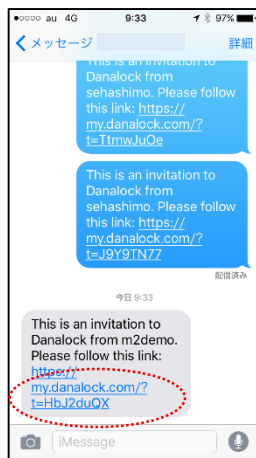 au 4G 9:33 97%
メッセージ 詳細
This is an invitation to
Danalock from
sehashimo. Please follow
this link: https://
my.danalock.com/?
t=TtmwJuOe
This is an invitation to
Danalock from
sehashimo. Please follow
this link: https://
my.danalock.com/?
t=J9Y9TN77
配信済み
今日 9:33
This is an invitation to
Danalock from m2demo.
Please follow this link:
https://
my.danalock.com/?
t=HbJ2duQX
iMessage